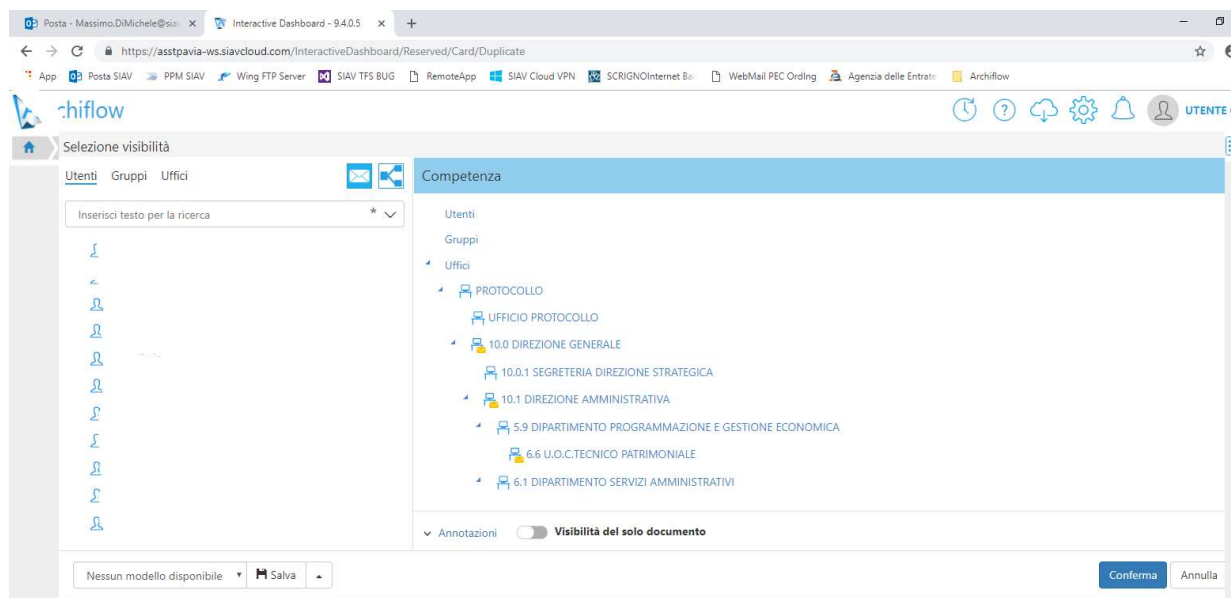 Posta - Massimo.DiMichele@siav
Interactive Dashboard - 9.4.0.5
https://asstpavia-ws.siavcloud.com/InteractiveDashboard/Reserved/Card/Duplicate
App Posta SIAV PPM SIAV Wing FTP Server SIAV TFS BUG RemoteApp SIAV Cloud VPN SCRIGNOInternet Ba WebMail PEC OrdIng Agenzia delle Entrate Archiflow
chiflow
UTENTE
Selezione visibilità
Utenti Gruppi Uffici
Inserisci testo per la ricerca *
Competenza
Utenti
Gruppi
Uffici
PROTOCOLLO
UFFICIO PROTOCOLLO
10.0 DIREZIONE GENERALE
10.0.1 SEGRETERIA DIREZIONE STRATEGICA
10.1 DIREZIONE AMMINISTRATIVA
5.9 DIPARTIMENTO PROGRAMMAZIONE E GESTIONE ECONOMICA
6.6 U.O.C.TECNICO PATRIMONIALE
6.1 DIPARTIMENTO SERVIZI AMMINISTRATIVI
Annotazioni Visibilità del solo documento
Nessun modello disponibile Salva
Conferma Annulla